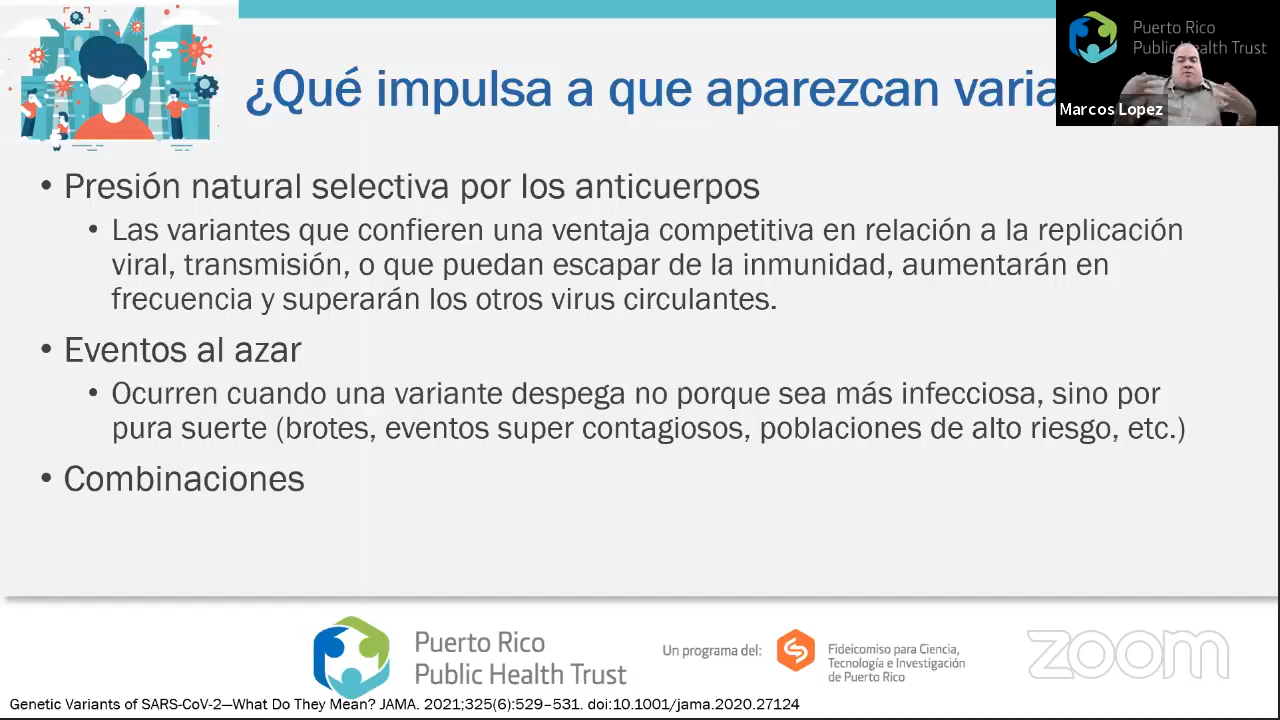 ¿Qué impulsa a que aparezcan varia
Puerto Rico
Public Health Trust
Marcos Lopez
• Presión natural selectiva por los anticuerpos
• Las variantes que confieren una ventaja competitiva en relación a la replicación
viral, transmisión, o que puedan escapar de la inmunidad, aumentarán en
frecuencia y superarán los otros virus circulantes.
• Eventos al azar
• Ocurren cuando una variante despega no porque sea más infecciosa, sino por
pura suerte (brotes, eventos super contagiosos, poblaciones de alto riesgo, etc.)
• Combinaciones
Puerto Rico
Public Health Trust
Un programa del:
Fideicomiso para Ciencia,
Tecnología e Investigación
de Puerto Rico
zoom
Genetic Variants of SARS-CoV-2—What Do They Mean? JAMA. 2021;325(6):529–531. doi:10.1001/jama.2020.27124